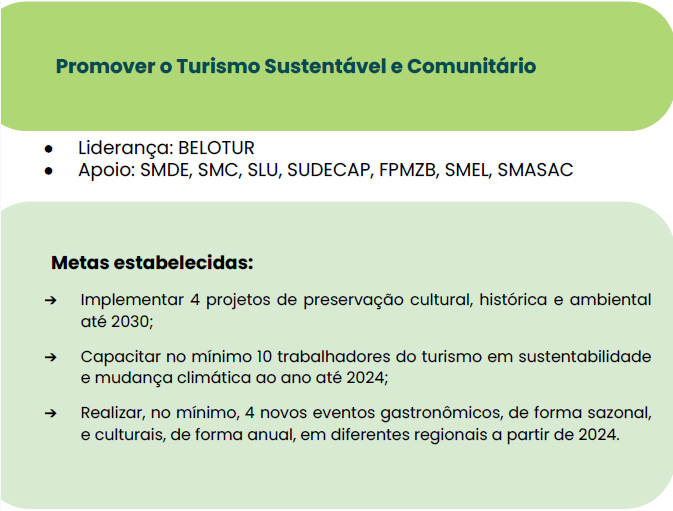 Promover o Turismo Sustentável e Comunitário
● Liderança: BELOTUR
● Apoio: SMDE, SMC, SLU, SUDECAP, FPMZB, SMEL, SMASAC
Metas estabelecidas:
➔ Implementar 4 projetos de preservação cultural, histórica e ambiental
até 2030;
➔ Capacitar no mínimo 10 trabalhadores do turismo em sustentabilidade
e mudança climática ao ano até 2024;
➔ Realizar, no mínimo, 4 novos eventos gastronômicos, de forma sazonal,
e culturais, de forma anual, em diferentes regionais a partir de 2024.